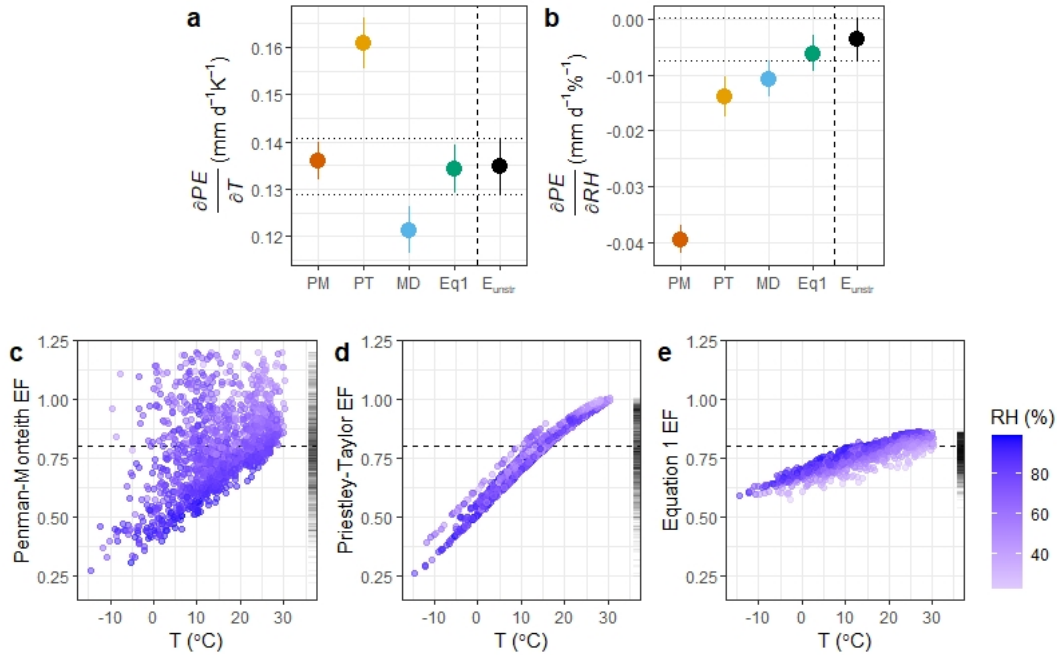 a
b
∂PE/∂T (mm d⁻¹K⁻¹)
0.16
0.15
0.14
0.13
0.12
PM PT MD Eq1 E_unstr
∂PE/∂RH (mm d⁻¹%⁻¹)
0.00
-0.01
-0.02
-0.03
-0.04
PM PT MD Eq1 E_unstr
c
Penman-Monteith EF
1.25
1.00
0.75
0.50
0.25
-10 0 10 20 30
T (°C)
d
Priestley-Taylor EF
1.25
1.00
0.75
0.50
0.25
-10 0 10 20 30
T (°C)
e
Equation 1 EF
1.25
1.00
0.75
0.50
0.25
-10 0 10 20 30
T (°C)
RH (%)
80
60
40